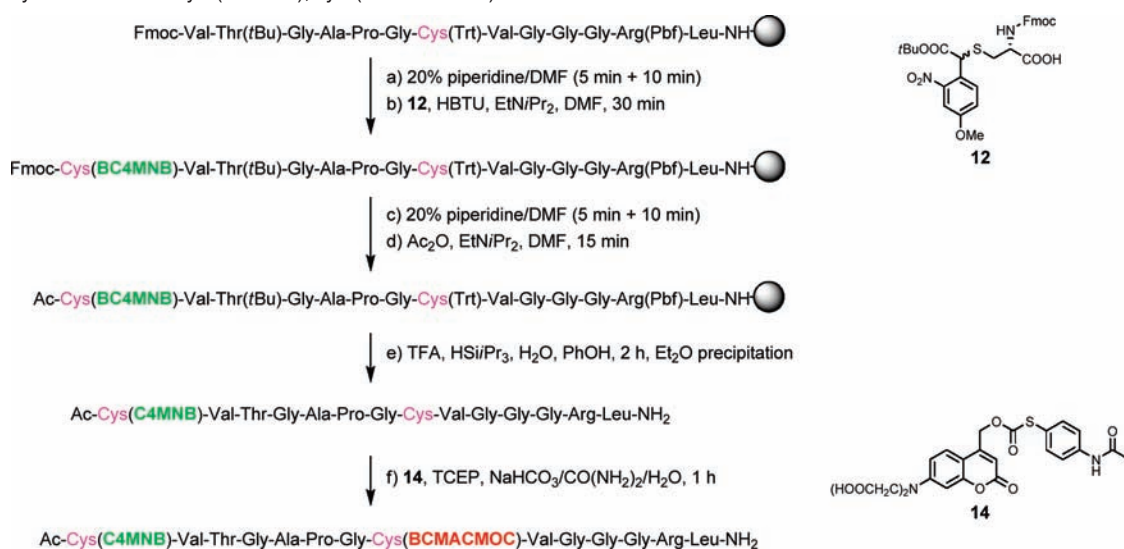 Fmoc-Val-Thr(tBu)-Gly-Ala-Pro-Gly-Cys(Trt)-Val-Gly-Gly-Gly-Arg(Pbf)-Leu-NH
a) 20% piperidine/DMF (5 min + 10 min)
b) 12, HBTU, EtNiPr₂, DMF, 30 min
HN-Fmoc
tBuOOC
S
COOH
NO₂
OMe
12
Fmoc-Cys(BC4MNB)-Val-Thr(tBu)-Gly-Ala-Pro-Gly-Cys(Trt)-Val-Gly-Gly-Gly-Arg(Pbf)-Leu-NH
c) 20% piperidine/DMF (5 min + 10 min)
d) Ac₂O, EtNiPr₂, DMF, 15 min
Ac-Cys(BC4MNB)-Val-Thr(tBu)-Gly-Ala-Pro-Gly-Cys(Trt)-Val-Gly-Gly-Gly-Arg(Pbf)-Leu-NH
e) TFA, HSiiPr₃, H₂O, PhOH, 2 h, Et₂O precipitation
Ac-Cys(C4MNB)-Val-Thr-Gly-Ala-Pro-Gly-Cys-Val-Gly-Gly-Gly-Arg-Leu-NH₂
f) 14, TCEP, NaHCO₃/CO(NH₂)₂/H₂O, 1 h
O
S
O
O
N
H
(HOOCH₂C)₂N
O
O
14
Ac-Cys(C4MNB)-Val-Thr-Gly-Ala-Pro-Gly-Cys(BCMACMOC)-Val-Gly-Gly-Gly-Arg-Leu-NH₂